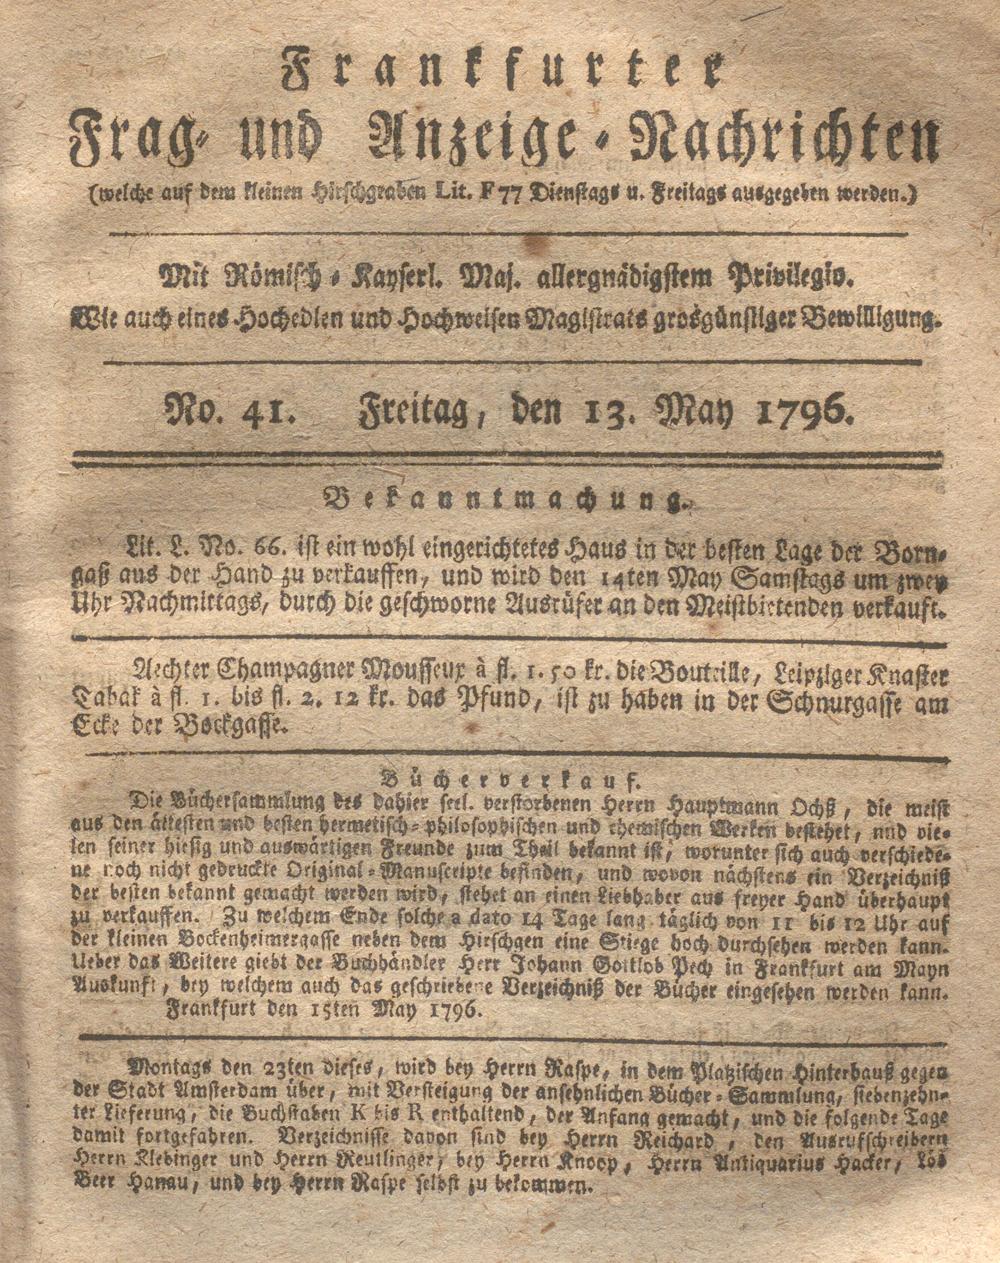 Frankfurter
Frag- und Anzeige-Nachrichten
(welche auf dem kleinen Hirschgraben Lit. F 77 Dienstags u. Freitags ausgegeben werden.)
Mit Römisch-Kayserl. Maj. allergnädigstem Privilegio.
Wie auch eines Hochedlen und Hochweisen Magistrats grosgünstiger Bewilligung.
No. 41. Freitag, den 13. May 1796.
Bekanntmachung.
Lit. L. No. 66. ist ein wohl eingerichtetes Haus in der besten Lage der Born-
gaß aus der Hand zu verkauffen, und wird den 14ten May Samstags um zwey
Uhr Nachmittags, durch die geschworne Ausrüfer an den Meistbietenden verkauft.
Aechter Champagner Mousseux à fl. 1. 50 kr. die Bouteille, Leipziger Knaster
Tabak à fl. 1. bis fl. 2. 12 kr. das Pfund, ist zu haben in der Schnurgasse am
Ecke der Bockgasse.
Bücherverkauf.
Die Büchersammlung des dahier seel. verstorbenen Herrn Hauptmann Ochß, die meist
aus den ältesten und besten hermetisch-philosophischen und chemischen Werken bestehet, und vie-
len seiner hiesig und auswärtigen Freunde zum Theil bekannt ist, worunter sich auch verschiede-
ne noch nicht gedruckte Original-Manuscripte befinden, und wovon nächstens ein Verzeichniß
der besten bekannt gemacht werden wird, stehet an einen Liebhaber aus freyer Hand überhaupt
zu verkauffen. Zu welchem Ende solche a dato 14 Tage lang täglich von 11 bis 12 Uhr auf
der kleinen Bockenheimergasse neben dem Hirschgen eine Stiege hoch durchsehen werden kann.
Ueber das Weitere giebt der Buchhändler Herr Johann Gottlob Pech in Frankfurt am Mayn
Auskunft, bey welchem auch das geschriebene Verzeichniß der Bücher eingesehen werden kann.
Frankfurt den 15ten May 1796.
Montags den 23ten dieses, wird bey Herrn Raspe, in dem Platzischen Hinterhauß gegen
der Stadt Amsterdam über, mit Versteigung der ansehnlichen Bücher-Sammlung, siebenzehn-
ter Lieferung, die Buchstaben K bis R enthaltend, der Anfang gemacht, und die folgende Tage
damit fortgefahren. Verzeichnisse davon sind bey Herrn Reichard, den Ausrufschreibern
Herrn Klebinger und Herrn Reutlinger, bey Herrn Knoop, Herrn Antiquarius Hacker, Löb
Beer Hanau, und bey Herrn Raspe selbst zu bekommen.